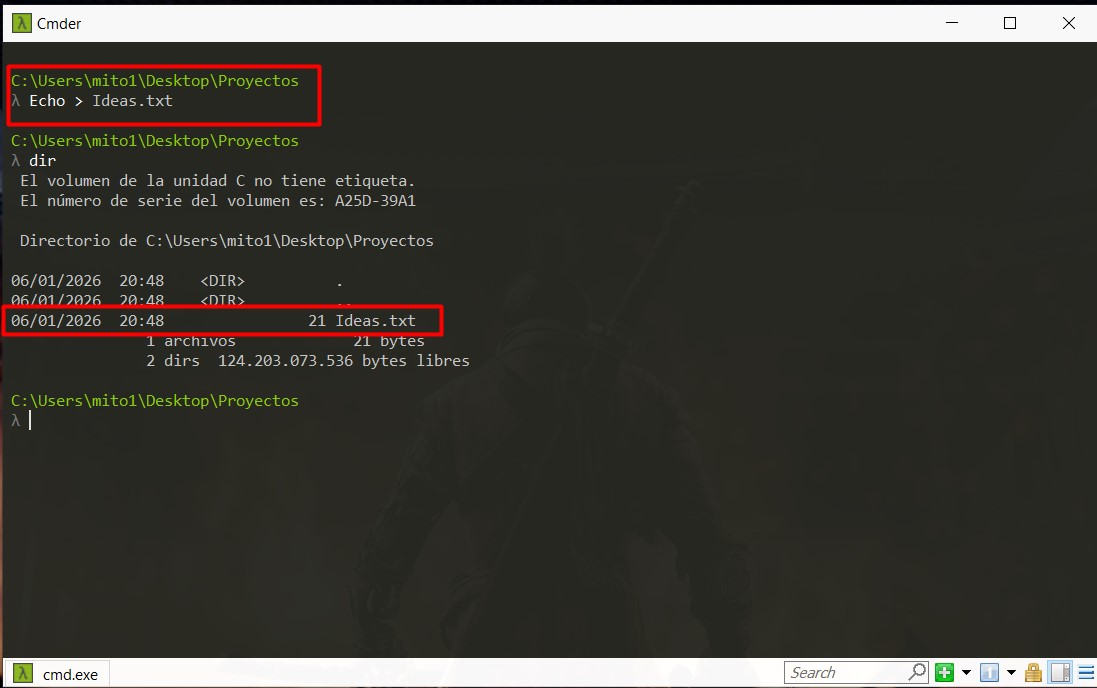 Cmder
C:\Users\mito1\Desktop\Proyectos
λ Echo > Ideas.txt
C:\Users\mito1\Desktop\Proyectos
λ dir
 El volumen de la unidad C no tiene etiqueta.
 El número de serie del volumen es: A25D-39A1
 Directorio de C:\Users\mito1\Desktop\Proyectos
06/01/2026  20:48    <DIR>          .
06/01/2026  20:48    <DIR>          ..
06/01/2026  20:48                21 Ideas.txt
               1 archivos             21 bytes
               2 dirs  124.203.073.536 bytes libres
C:\Users\mito1\Desktop\Proyectos
λ
λ cmd.exe Search 1